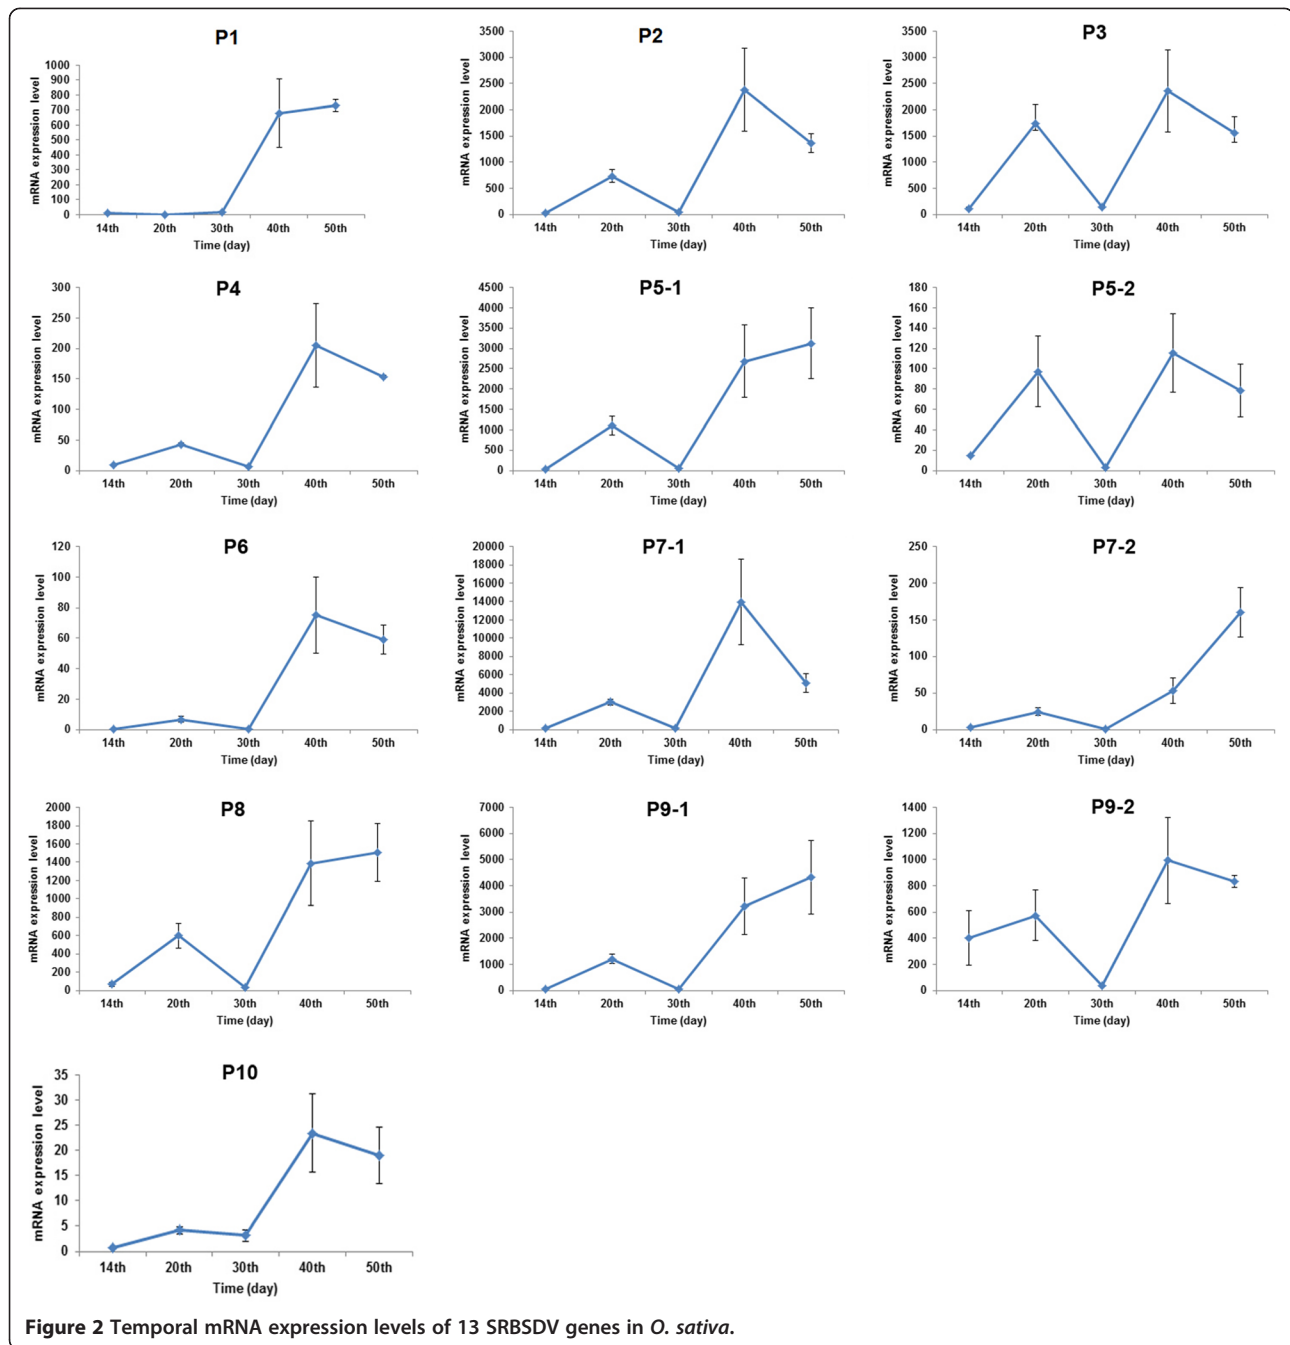 P1
mRNA expression level
1000
900
800
700
600
500
400
300
200
100
0
14th 20th 30th 40th 50th
Time (day)
P2
mRNA expression level
3500
3000
2500
2000
1500
1000
500
0
14th 20th 30th 40th 50th
Time (day)
P3
mRNA expression level
3500
3000
2500
2000
1500
1000
500
0
14th 20th 30th 40th 50th
Time (day)
P4
mRNA expression level
300
250
200
150
100
50
0
14th 20th 30th 40th 50th
Time (day)
P5-1
mRNA expression level
4500
4000
3500
3000
2500
2000
1500
1000
500
0
14th 20th 30th 40th 50th
Time (day)
P5-2
mRNA expression level
180
160
140
120
100
80
60
40
20
0
14th 20th 30th 40th 50th
Time (day)
P6
mRNA expression level
120
100
80
60
40
20
0
14th 20th 30th 40th 50th
Time (day)
P7-1
mRNA expression level
20000
18000
16000
14000
12000
10000
8000
6000
4000
2000
0
14th 20th 30th 40th 50th
Time (day)
P7-2
mRNA expression level
250
200
150
100
50
0
14th 20th 30th 40th 50th
Time (day)
P8
mRNA expression level
2000
1800
1600
1400
1200
1000
800
600
400
200
0
14th 20th 30th 40th 50th
Time (day)
P9-1
mRNA expression level
7000
6000
5000
4000
3000
2000
1000
0
14th 20th 30th 40th 50th
Time (day)
P9-2
mRNA expression level
1400
1200
1000
800
600
400
200
0
14th 20th 30th 40th 50th
Time (day)
P10
mRNA expression level
35
30
25
20
15
10
5
0
14th 20th 30th 40th 50th
Time (day)
Figure 2 Temporal mRNA expression levels of 13 SRBSDV genes in O. sativa.